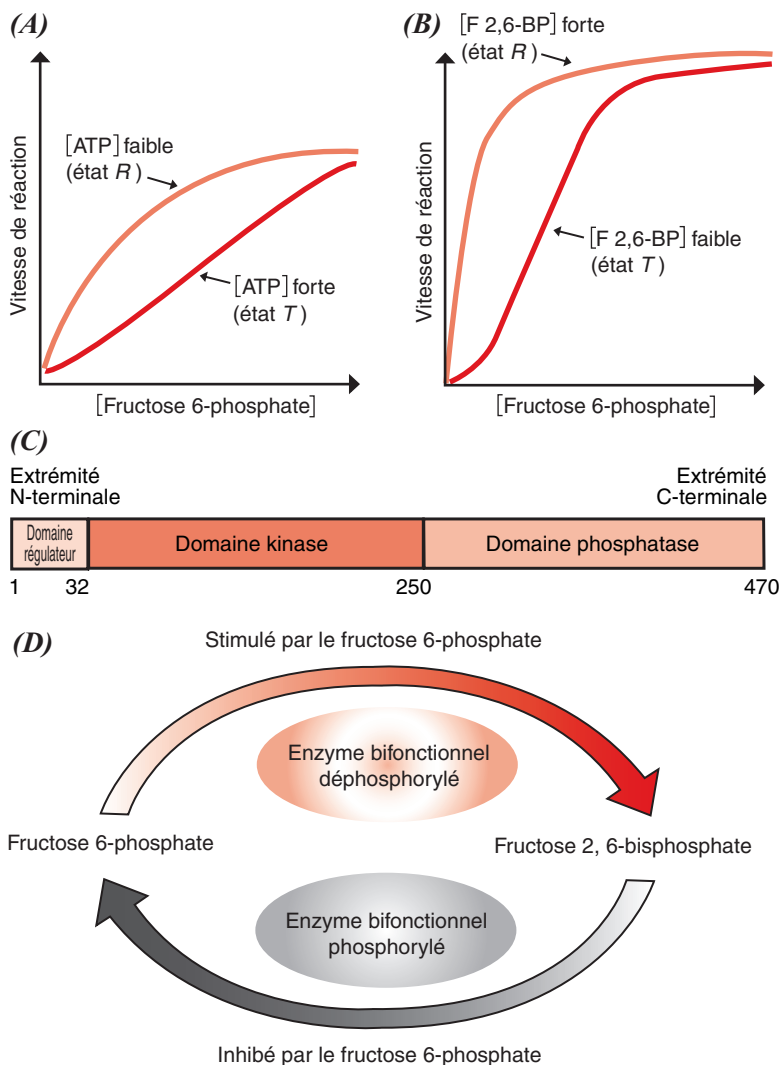 (A)
Vitesse de réaction
[ATP] faible
(état R)
[ATP] forte
(état T)
[Fructose 6-phosphate]
(B)
Vitesse de réaction
[F 2,6-BP] forte
(état R)
[F 2,6-BP] faible
(état T)
[Fructose 6-phosphate]
(C)
Extrémité
N-terminale
Extrémité
C-terminale
Domaine
régulateur
Domaine kinase
Domaine phosphatase
1 32 250 470
(D)
Stimulé par le fructose 6-phosphate
Enzyme bifonctionnel
déphosphorylé
Fructose 6-phosphate
Fructose 2, 6-bisphosphate
Enzyme bifonctionnel
phosphorylé
Inhibé par le fructose 6-phosphate